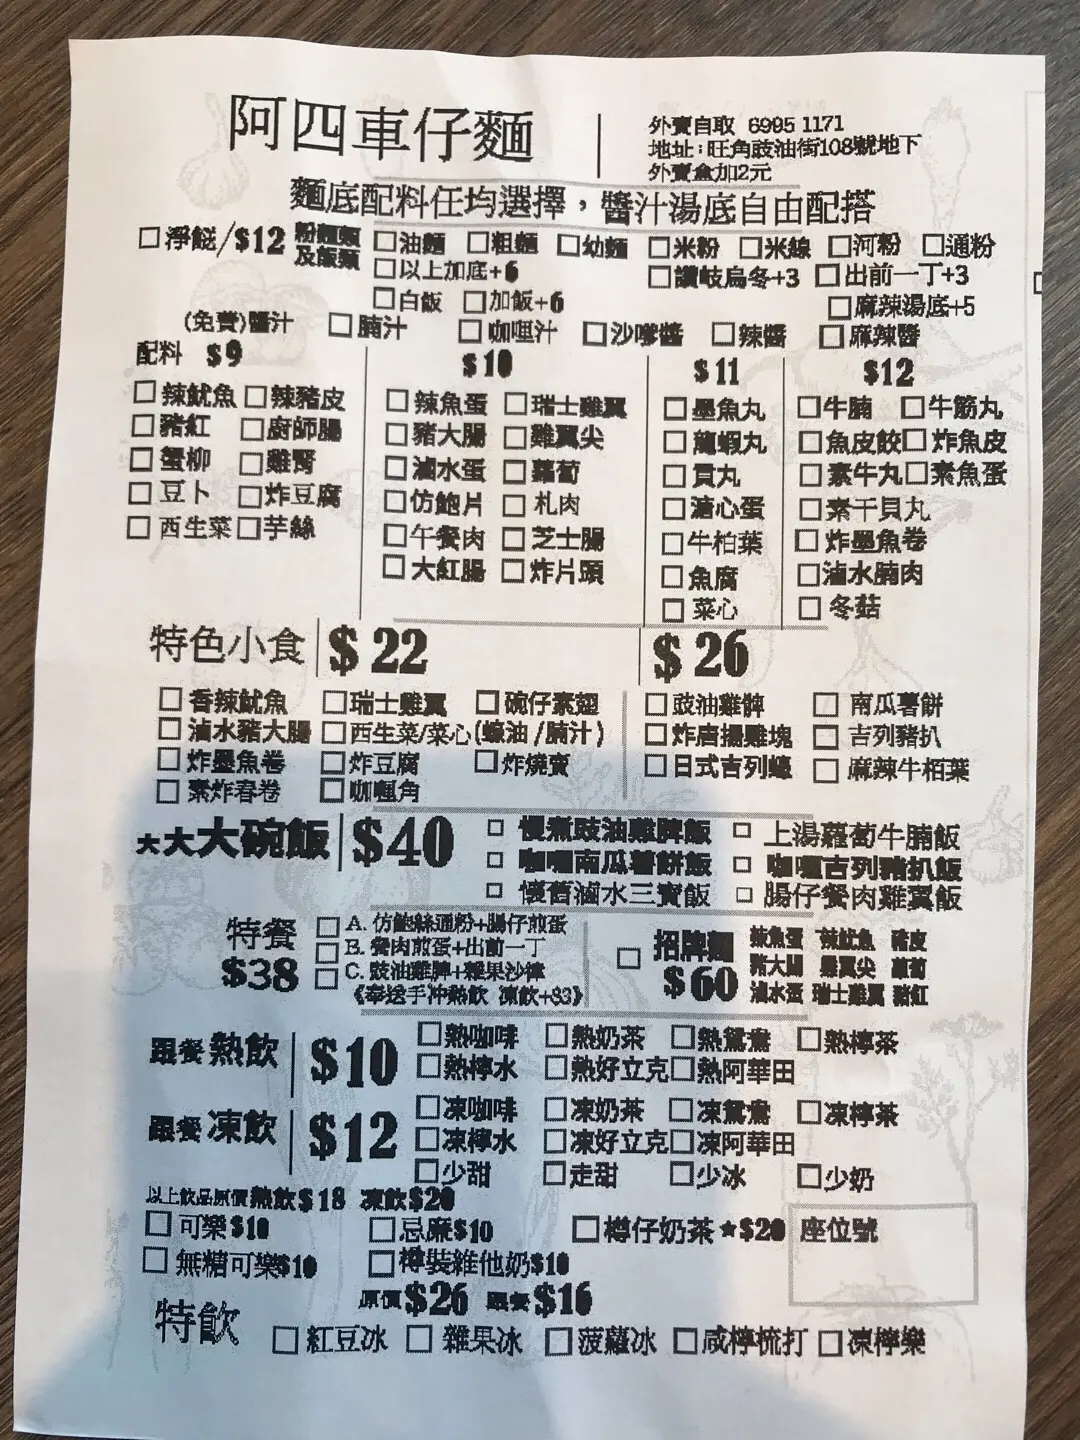 阿四車仔麵
外賣自取 6995 1171
地址:旺角豉油街108號地下
外賣盒加2元
麵底配料任均選擇，醬汁湯底自由配搭
淨餸/$12 粉麵類及飯類 油麵 粗麵 幼麵 米粉 米線 河粉 通粉
以上加底+6 讚岐烏冬+3 出前一丁+3
白飯 加飯+6 麻辣湯底+5
(免費)醬汁 腩汁 咖喱汁 沙嗲醬 辣醬 麻辣醬
配料 $9 $10 $11 $12
辣魷魚 辣豬皮 辣魚蛋 瑞士雞翼 墨魚丸 牛腩 牛筋丸
豬紅 廚師腸 豬大腸 雞翼尖 龍蝦丸 魚皮餃 炸魚皮
蟹柳 雞腎 滷水蛋 蘿蔔 貢丸 素牛丸 素魚蛋
豆卜 炸豆腐 仿鮑片 札肉 溏心蛋 素干貝丸
西生菜 芋絲 午餐肉 芝士腸 牛柏葉 炸墨魚卷
大紅腸 炸片頭 魚腐 滷水腩肉
菜心 冬菇
特色小食 $22 $26
香辣魷魚 瑞士雞翼 碗仔素翅 豉油雞髀 南瓜薯餅
滷水豬大腸 西生菜/菜心(蠔油/腩汁) 炸唐揚雞塊 吉列豬扒
炸墨魚卷 炸豆腐 炸燒賣 日式吉列蠔 麻辣牛栢葉
素炸春卷 咖喱角
大大大碗飯 $40 慢煮豉油雞髀飯 上湯蘿蔔牛腩飯
咖喱南瓜薯餅飯 咖喱吉列豬扒飯
懷舊滷水三寶飯 腸仔餐肉雞翼飯
特餐 $38
A. 仿鮑絲通粉+腸仔煎蛋
B. 餐肉煎蛋+出前一丁
C. 豉油雞髀+雜果沙律
《奉送手冲熱飲 凍飲+$3》
招牌麵 $60
辣魚蛋 辣魷魚 豬皮
豬大腸 雞翼尖 蘿蔔
滷水蛋 瑞士雞翼 豬紅
跟餐 熱飲 $10 熱咖啡 熱奶茶 熱鴛鴦 熱檸茶
熱檸水 熱好立克 熱阿華田
跟餐 凍飲 $12 凍咖啡 凍奶茶 凍鴛鴦 凍檸茶
凍檸水 凍好立克 凍阿華田
少甜 走甜 少冰 少奶
以上飲品原價 熱飲$18 凍飲$20
可樂$10 忌廉$10 樽仔奶茶★$20 座位號
無糖可樂$10 樽裝維他奶$10
特飲 原價$26 跟餐$16
紅豆冰 雜果冰 菠蘿冰 咸檸梳打 凍檸樂